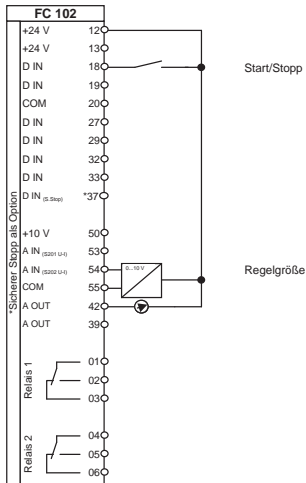 FC 102
+24 V 12
+24 V 13
D IN 18
Start/Stopp
D IN 19
COM 20
D IN 27
D IN 29
D IN 32
D IN 33
D IN (S.Stop) *37
*Sicherer Stopp als Option
+10 V 50
A IN (S201 U-I) 53
A IN (S202 U-I) 54
0...10 V
Regelgröße
COM 55
A OUT 42
A OUT 39
Relais 1
01
02
03
Relais 2
04
05
06